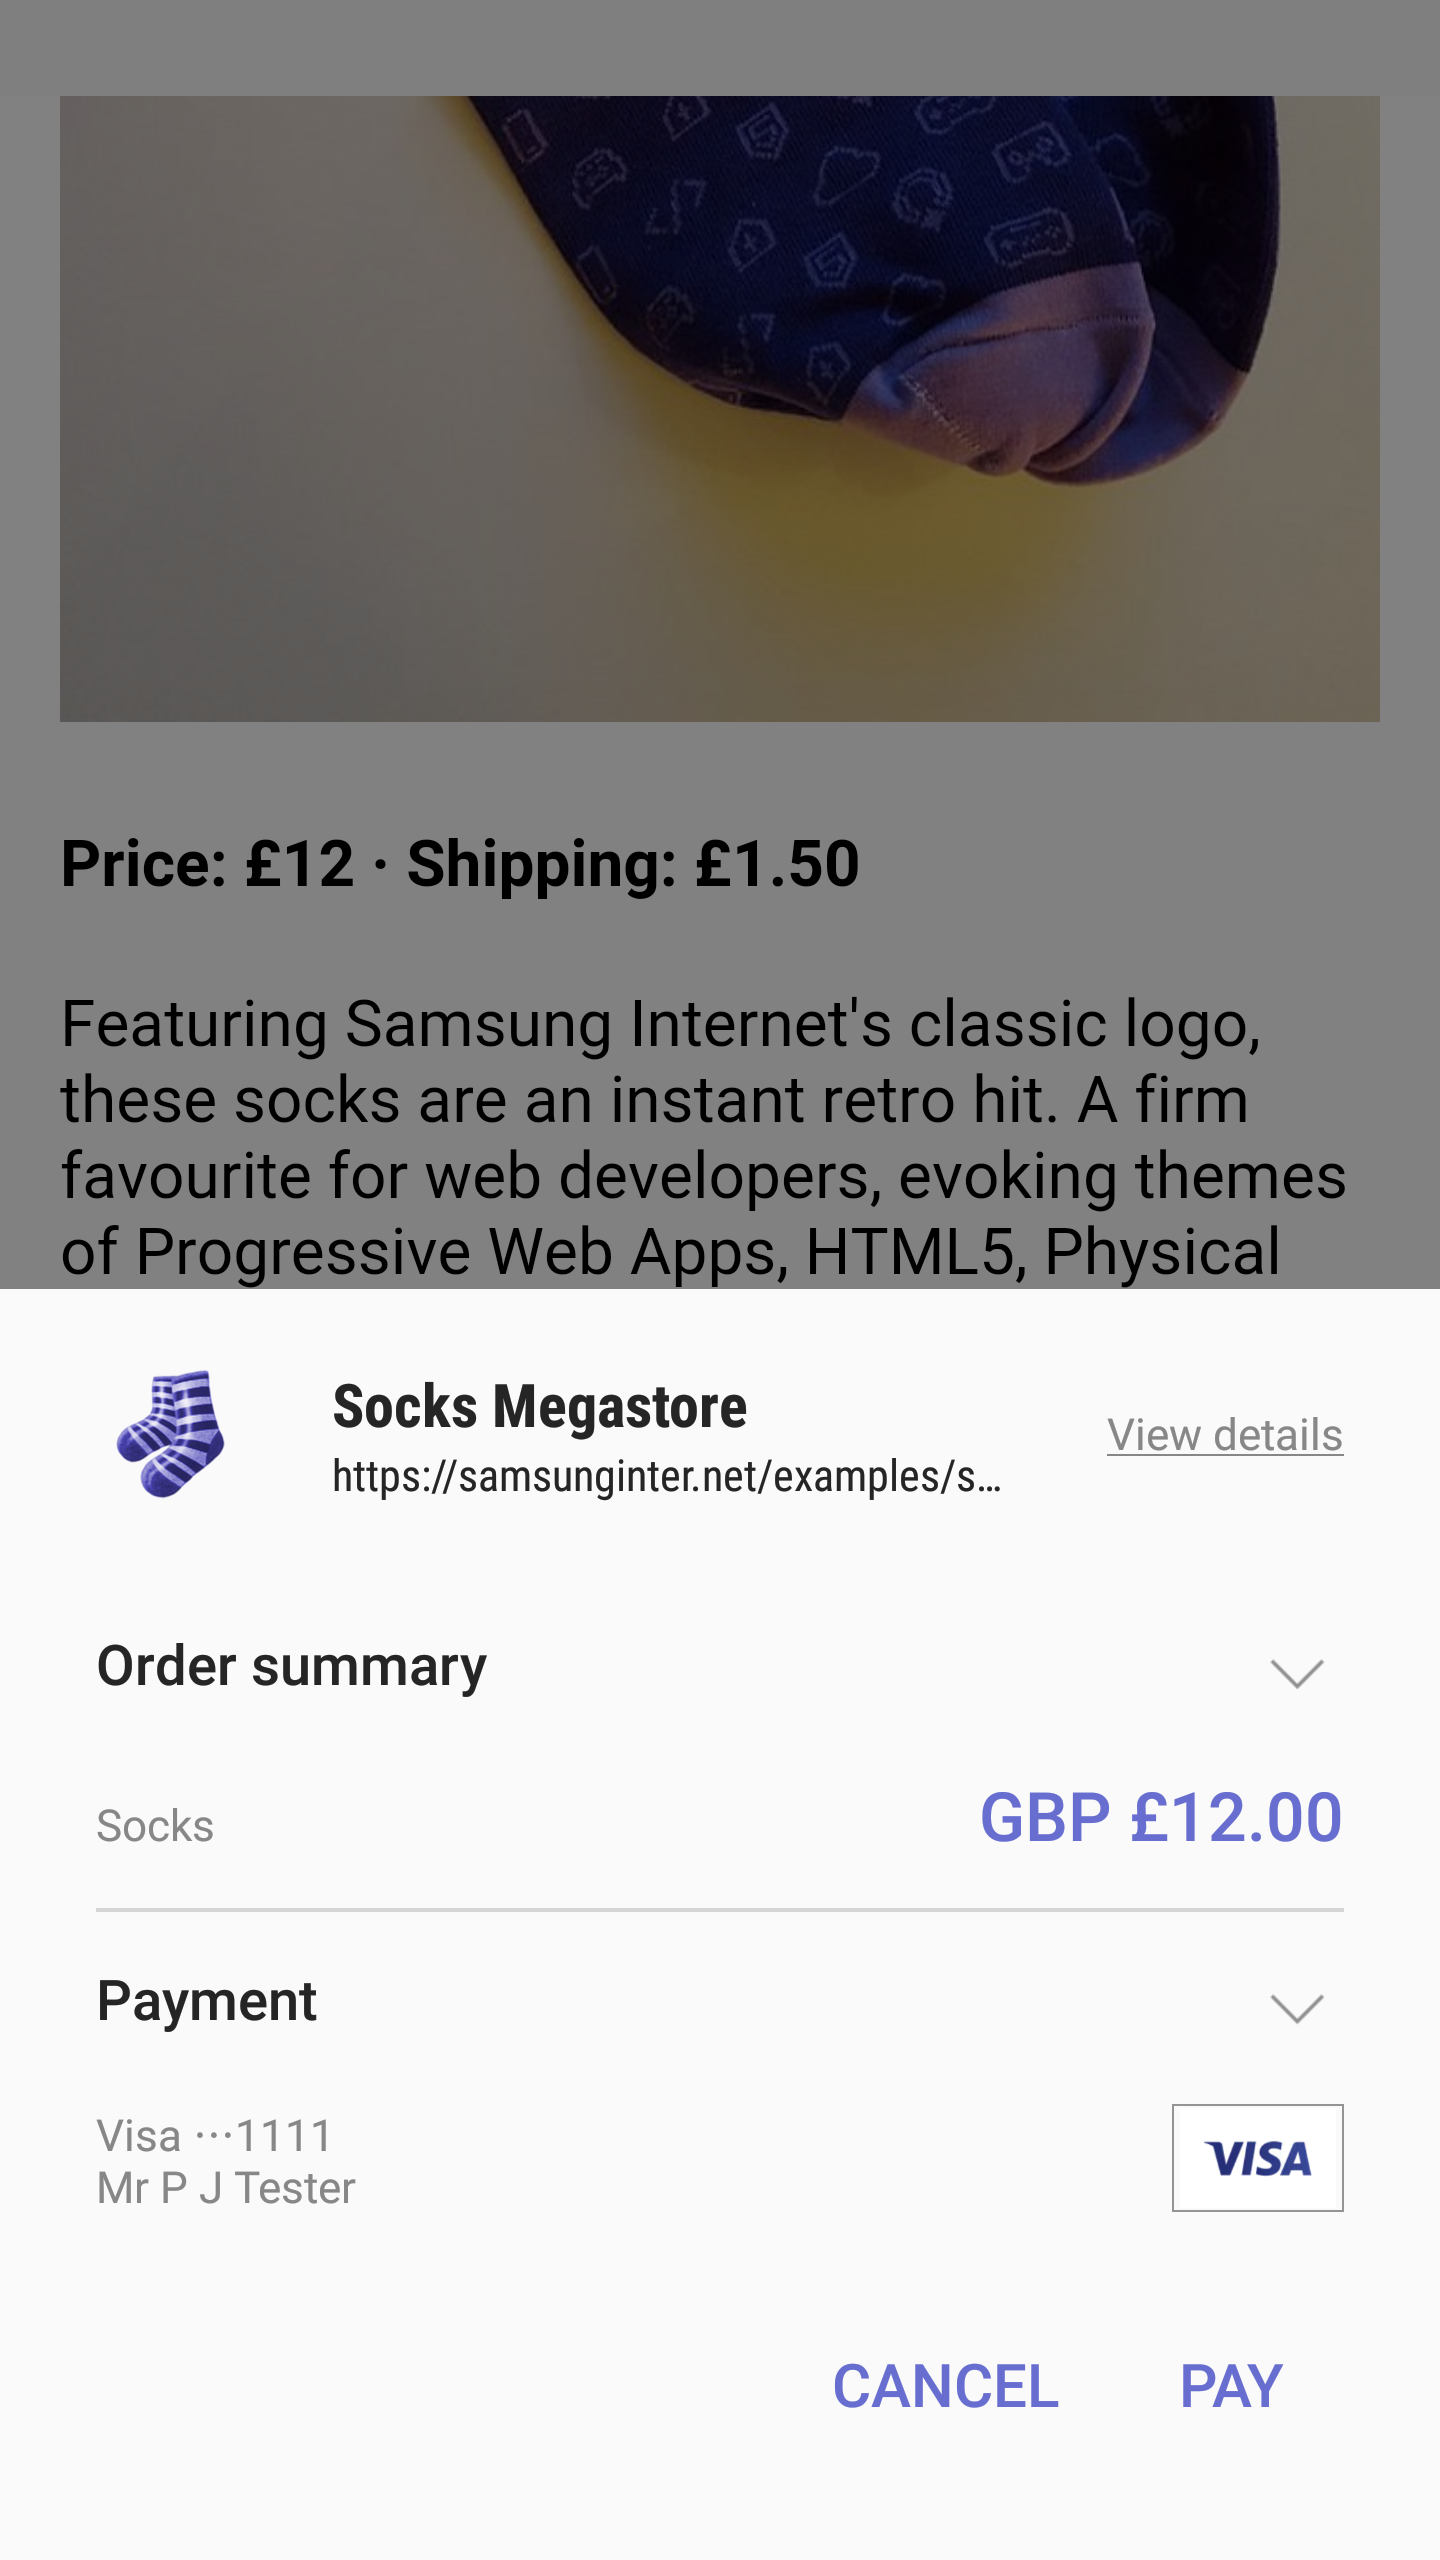 Price: £12 · Shipping: £1.50
Featuring Samsung Internet's classic logo,
these socks are an instant retro hit. A firm
favourite for web developers, evoking themes
of Progressive Web Apps, HTML5, Physical
Socks Megastore
View details
https://samsunginter.net/examples/s…
Order summary
Socks
GBP £12.00
Payment
Visa ···1111
Mr P J Tester
VISA
CANCEL
PAY